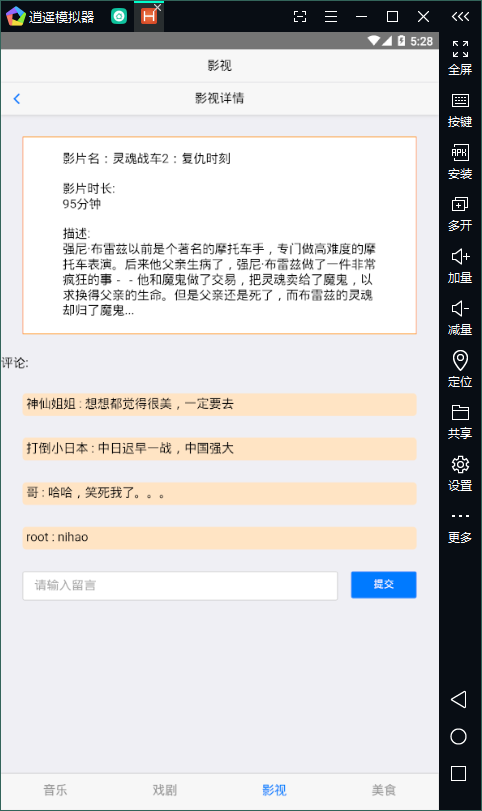 逍遥模拟器
5:28
影视
影视详情
影片名：灵魂战车2：复仇时刻
影片时长:
95分钟
描述:
强尼·布雷兹以前是个著名的摩托车手，专门做高难度的摩
托车表演。后来他父亲生病了，强尼·布雷兹做了一件非常
疯狂的事－－他和魔鬼做了交易，把灵魂卖给了魔鬼，以
求换得父亲的生命。但是父亲还是死了，而布雷兹的灵魂
却归了魔鬼...
评论:
神仙姐姐 : 想想都觉得很美，一定要去
打倒小日本 : 中日迟早一战，中国强大
哥 : 哈哈，笑死我了。。。
root : nihao
请输入留言
提交
音乐
戏剧
影视
美食
全屏
按键
APK
安装
多开
加量
减量
定位
共享
设置
更多